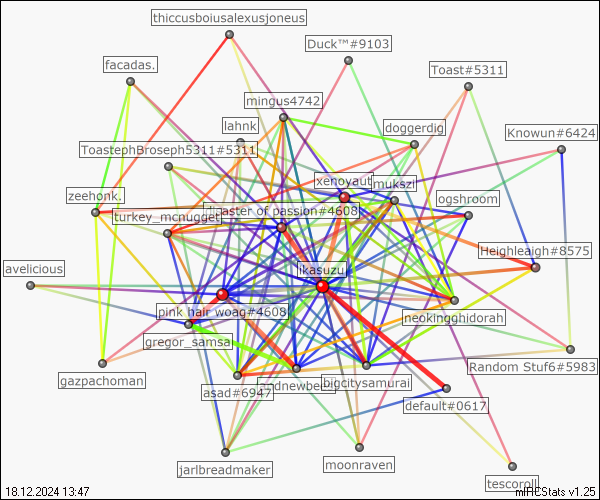 thiccusboiusalexusjoneus
Duck™#9103
facadas.
Toast#5311
mingus4742
lahnk
doggerdig
Knowun#6424
ToastephBroseph5311#5311
xenoyaut
mukszi
zeehonk.
ogshroom
turkey_mcnugget
master of passion#4608
Heighleaigh#8575
avelicious
ikasuzu
pink hair woag#4608
neokingghidorah
gregor_samsa
Random Stuf6#5983
gazpachoman
asad#6947
bigcitysamurai
default#0617
jarlbreadmaker
moonraven
tescoroll
18.12.2024 13:47
mIRCStats v1.25